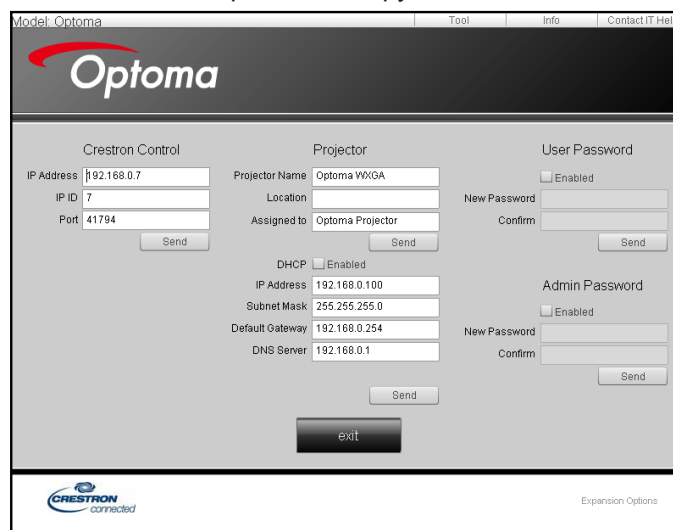 Model: Optoma
Tool
Info
Contact IT Hel
Optoma
Crestron Control
IP Address 192.168.0.7
IP ID 7
Port 41794
Send
Projector
Projector Name Optoma WXGA
Location
Assigned to Optoma Projector
Send
DHCP Enabled
IP Address 192.168.0.100
Subnet Mask 255.255.255.0
Default Gateway 192.168.0.254
DNS Server 192.168.0.1
Send
User Password
Enabled
New Password
Confirm
Send
Admin Password
Enabled
New Password
Confirm
Send
exit
CRESTRON
connected
Expansion Options